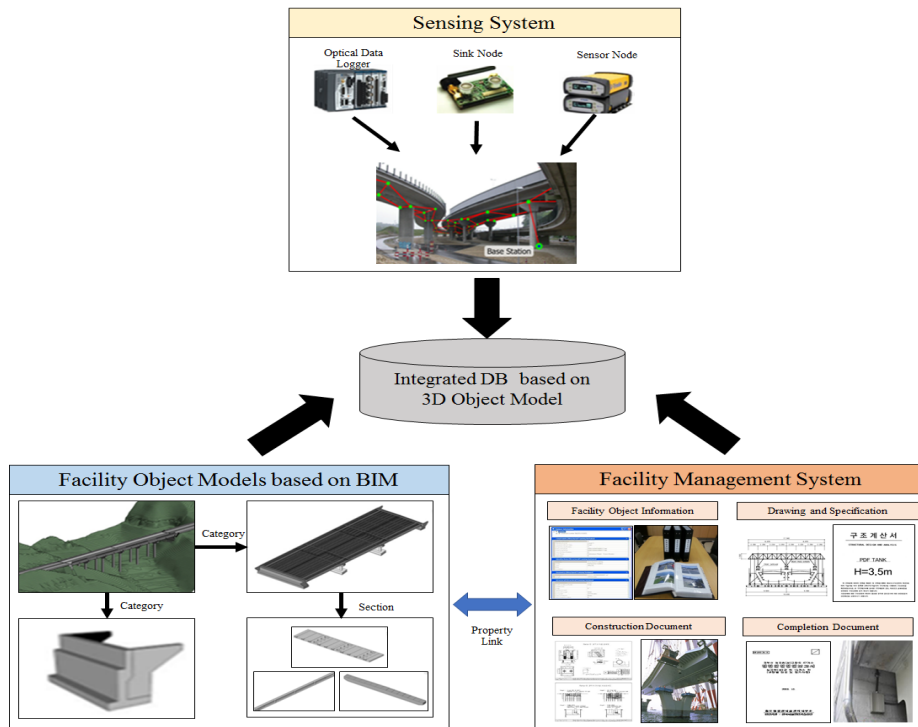 Sensing System
Optical Data
Logger
Sink Node
Sensor Node
Base Station
Integrated DB based on
3D Object Model
Facility Object Models based on BIM
Category
Category
Section
Property
Link
Facility Management System
Facility Object Information
Drawing and Specification
구 조 계 산 서
PDF TANK
H=3,5m
Construction Document
Completion Document